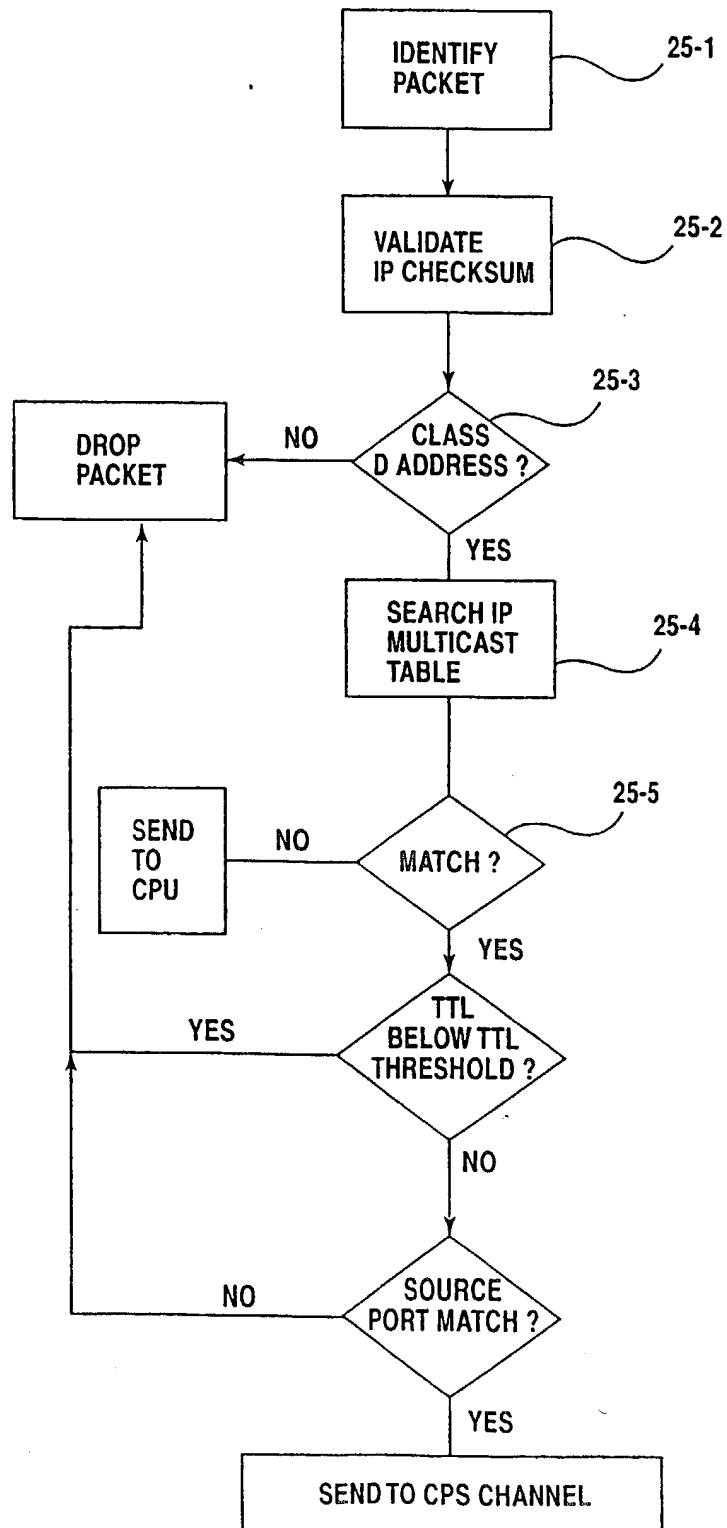 IDENTIFY
PACKET
25-1
VALIDATE
IP CHECKSUM
25-2
CLASS
D ADDRESS ?
25-3
NO
DROP
PACKET
YES
SEARCH IP
MULTICAST
TABLE
25-4
MATCH ?
25-5
NO
SEND
TO
CPU
YES
TTL
BELOW TTL
THRESHOLD ?
YES
NO
SOURCE
PORT MATCH ?
NO
YES
SEND TO CPS CHANNEL